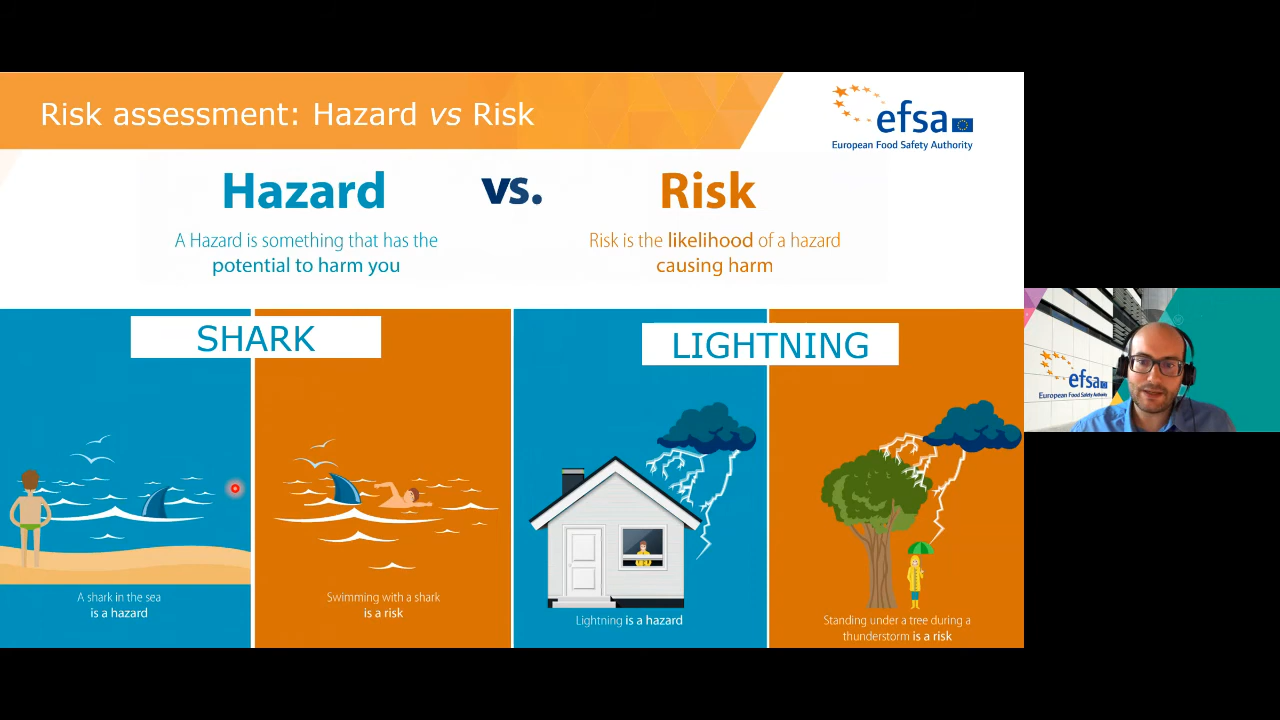 Risk assessment: Hazard vs Risk
efsa
European Food Safety Authority
Hazard vs. Risk
A Hazard is something that has the
potential to harm you
Risk is the likelihood of a hazard
causing harm
SHARK
LIGHTNING
A shark in the sea
is a hazard
Swimming with a shark
is a risk
Lightning is a hazard
Standing under a tree during a
thunderstorm is a risk
efsa
European Food Safety Authority